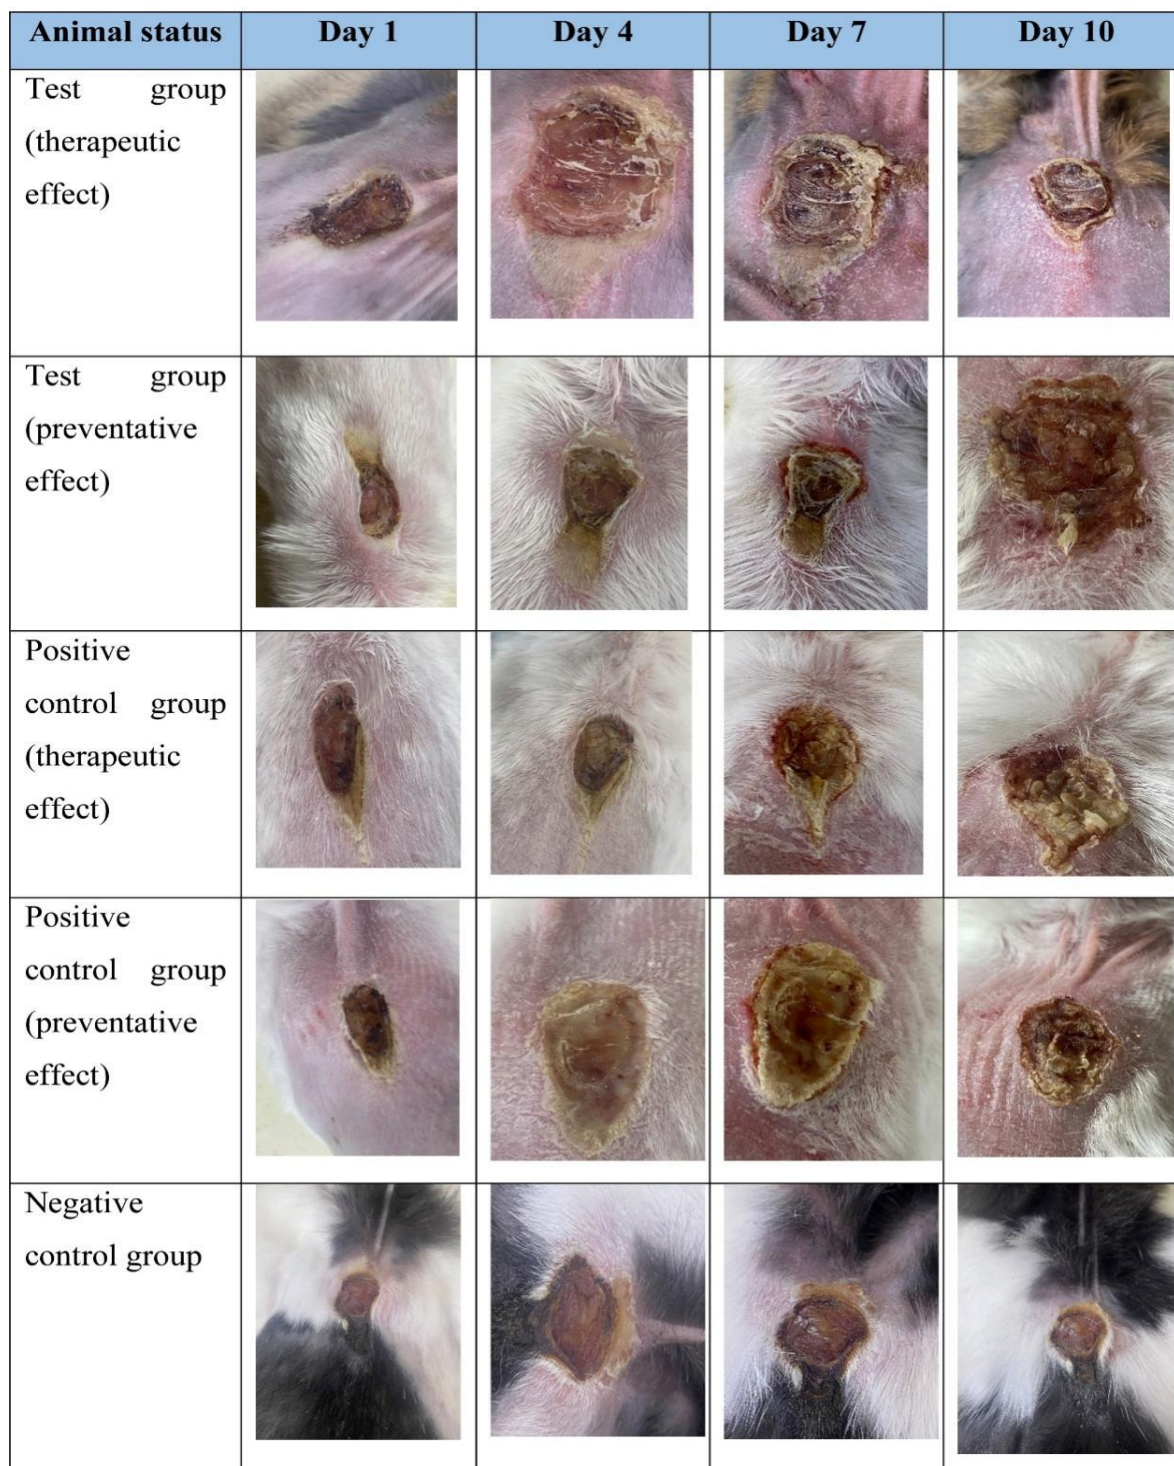 Animal status Day 1 Day 4 Day 7 Day 10
Test group
(therapeutic
effect)
Test group
(preventative
effect)
Positive
control group
(therapeutic
effect)
Positive
control group
(preventative
effect)
Negative
control group